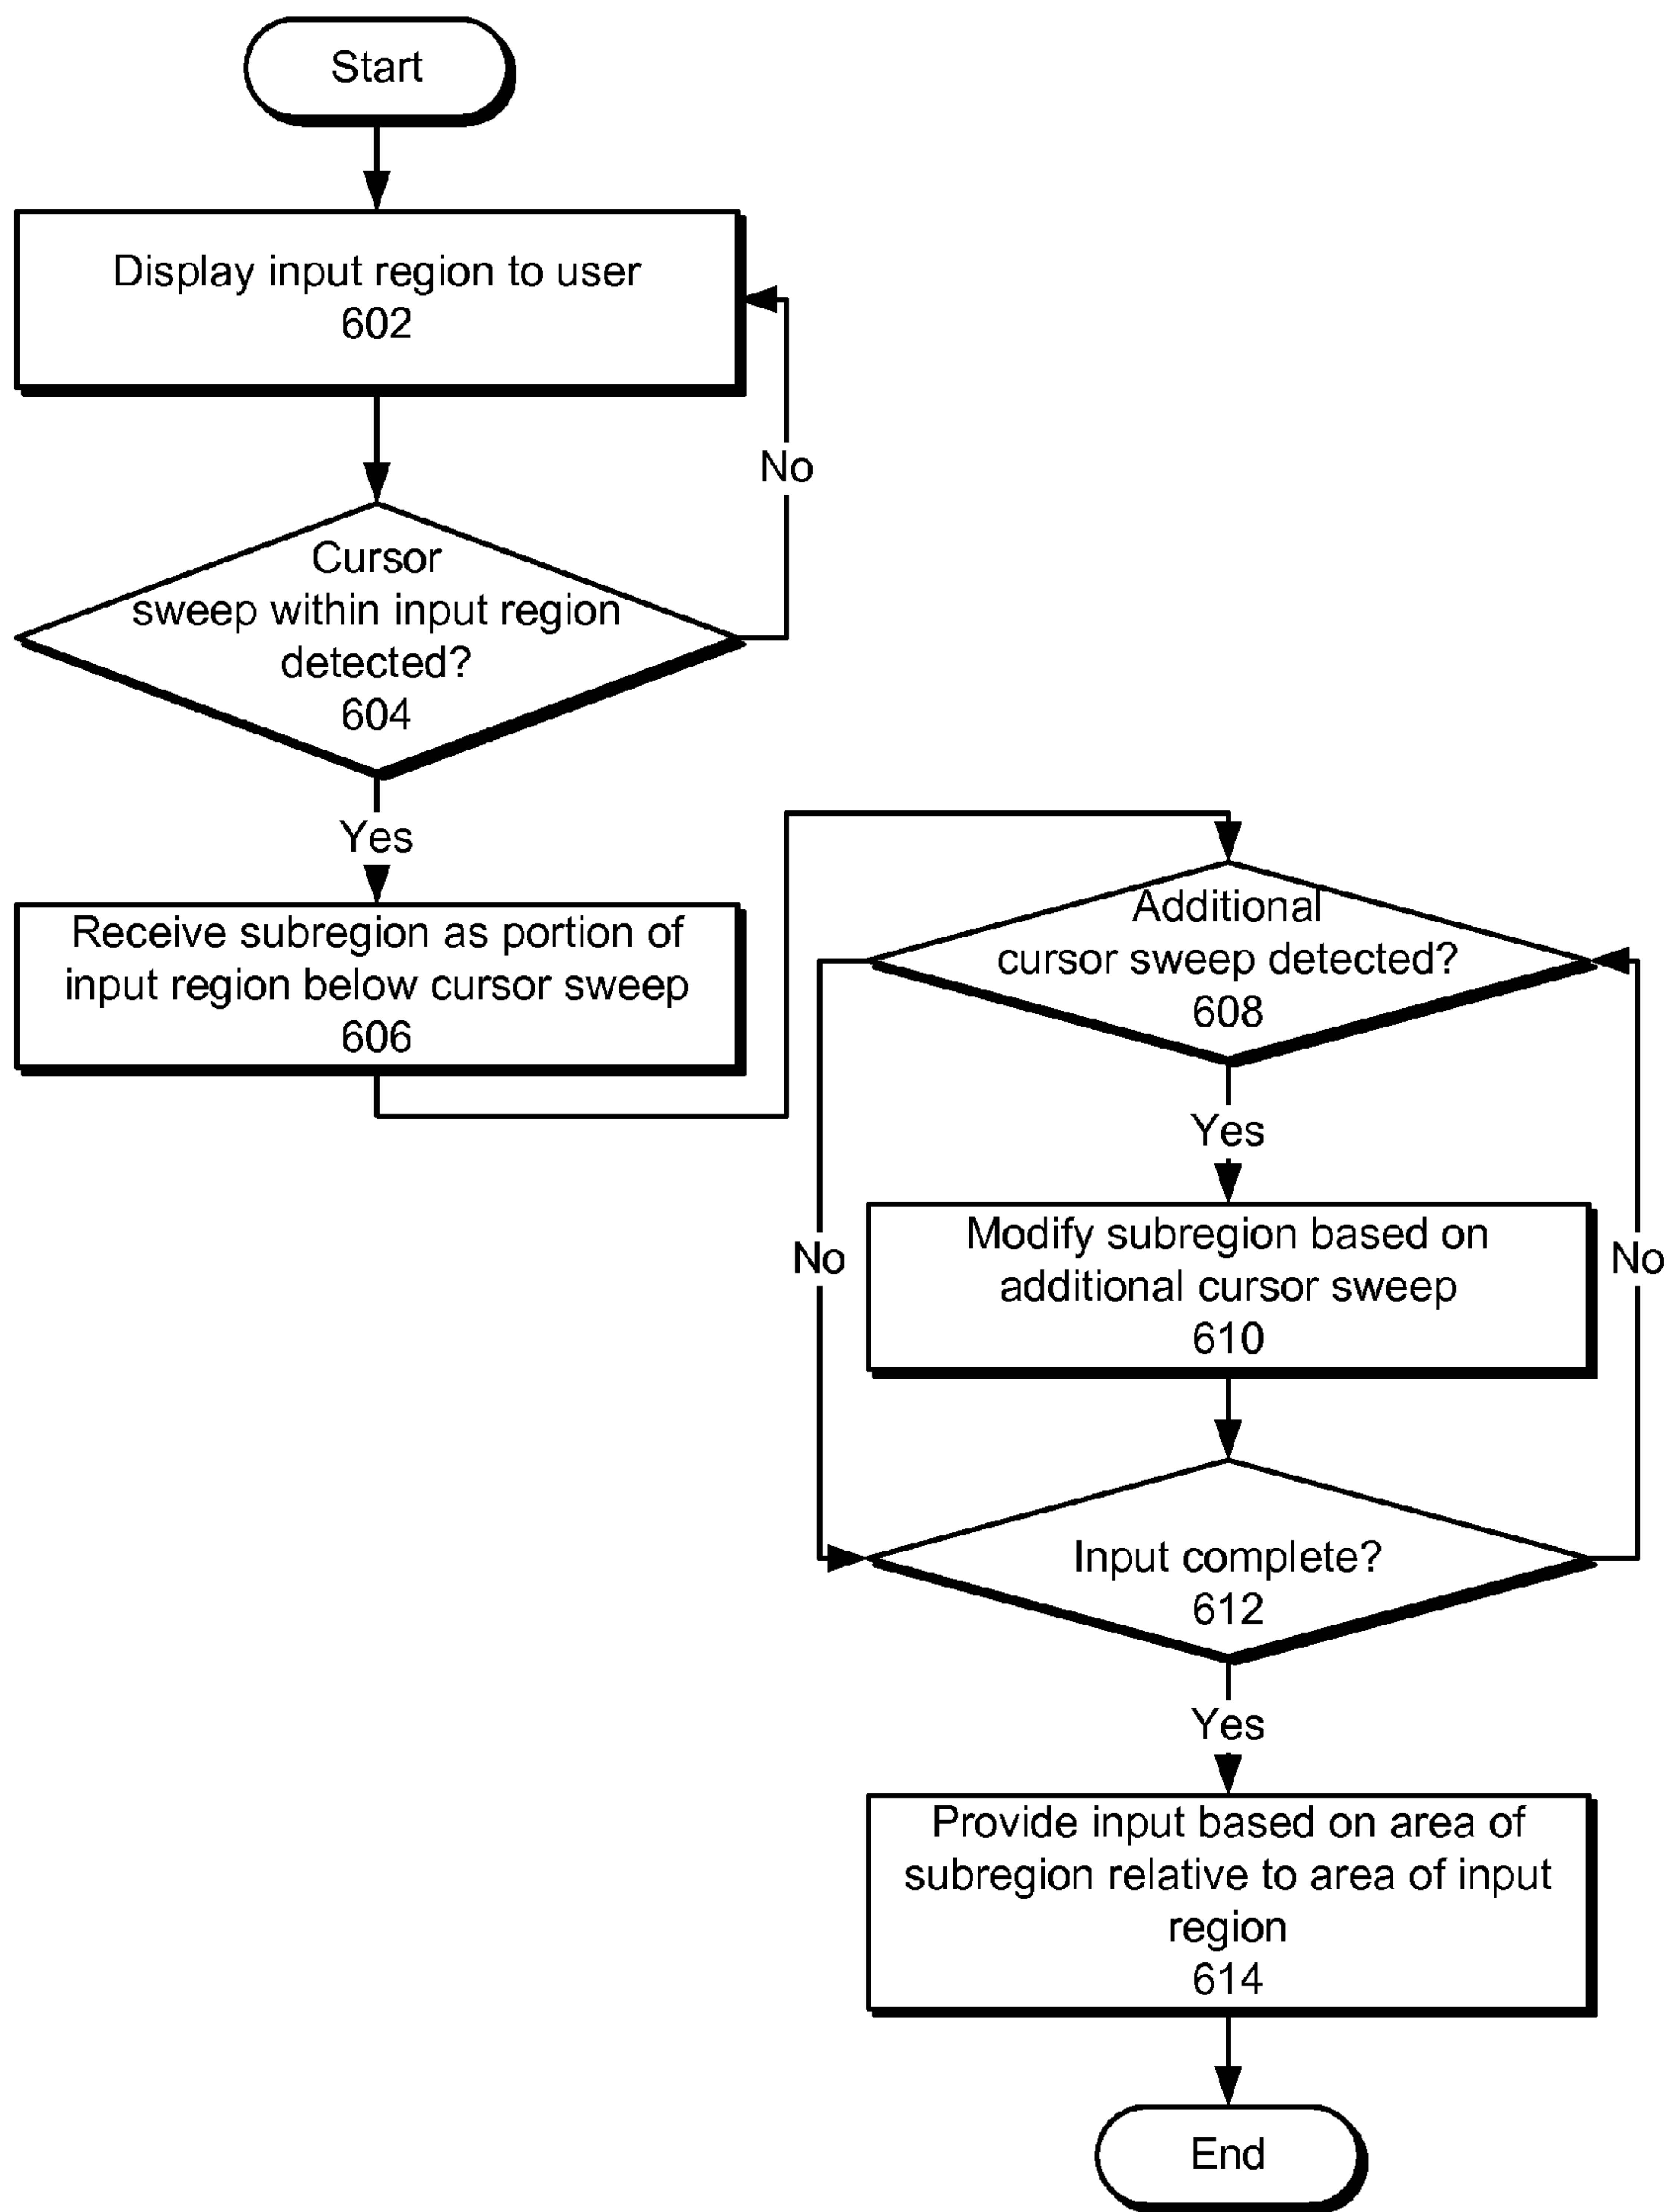 Start
Display input region to user
602
No
Cursor
sweep within input region
detected?
604
Yes
Receive subregion as portion of
input region below cursor sweep
606
Additional
cursor sweep detected?
608
Yes
No
Modify subregion based on
additional cursor sweep
610
No
Input complete?
612
Yes
Provide input based on area of
subregion relative to area of input
region
614
End